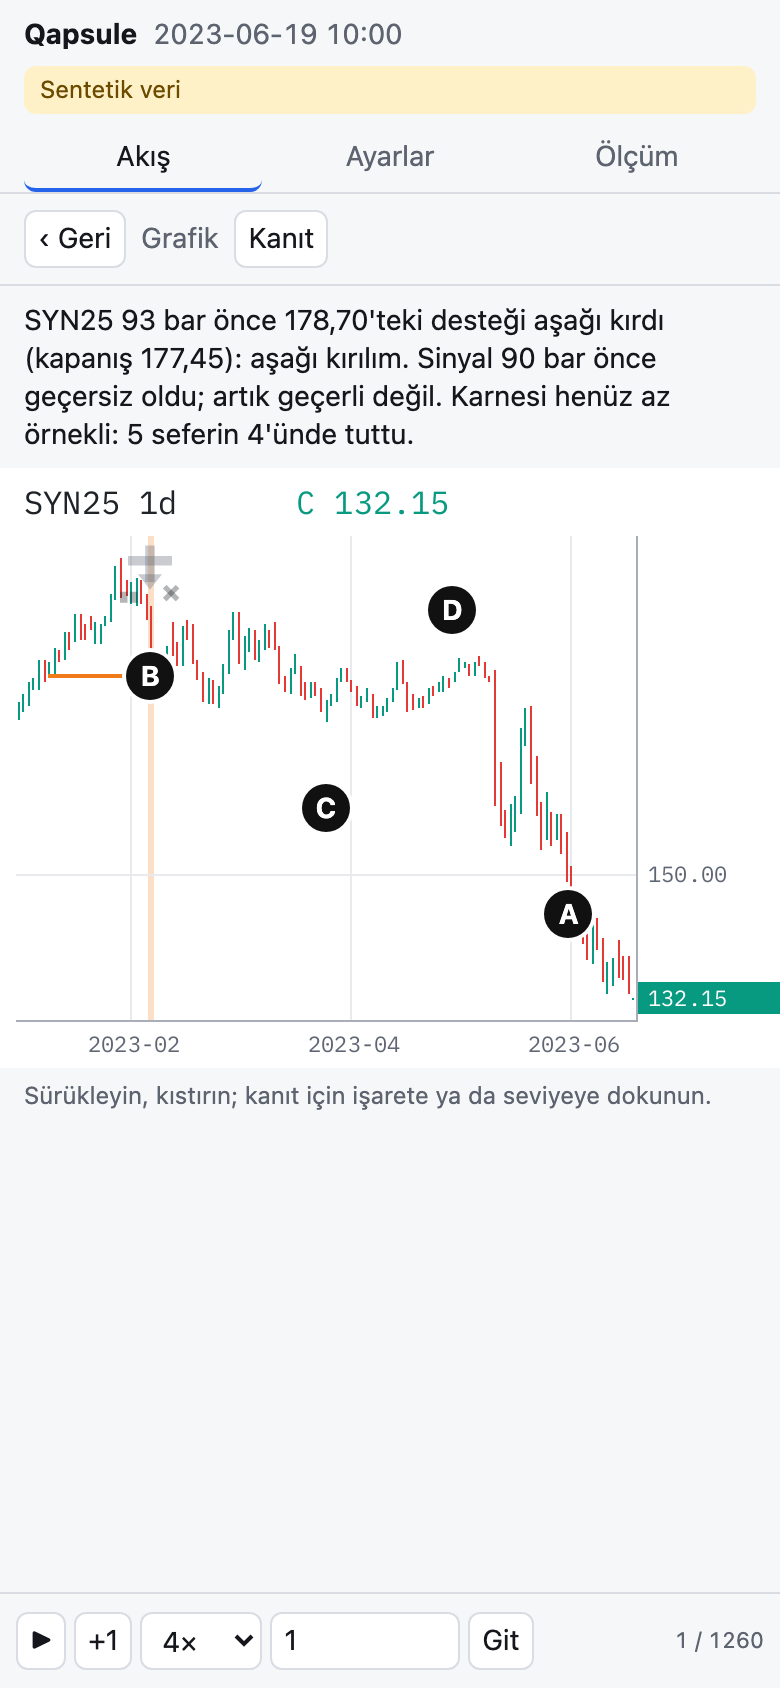 Qapsule 2023-06-19 10:00
Sentetik veri
Akış Ayarlar Ölçüm
‹ Geri Grafik Kanıt
SYN25 93 bar önce 178,70'teki desteği aşağı kırdı
(kapanış 177,45): aşağı kırılım. Sinyal 90 bar önce
geçersiz oldu; artık geçerli değil. Karnesi henüz az
örnekli: 5 seferin 4'ünde tuttu.
SYN25 1d C 132.15
D
B
C
150.00
A
132.15
2023-02 2023-04 2023-06
Sürükleyin, kıstırın; kanıt için işarete ya da seviyeye dokunun.
+1 4× 1 Git 1 / 1260